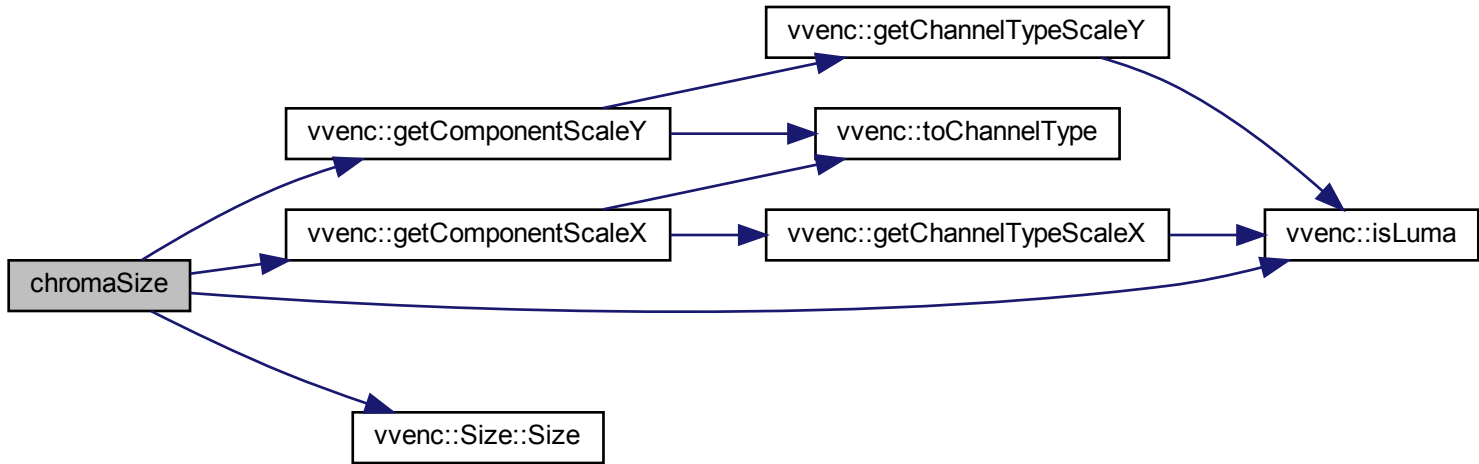 vvenc::getChannelTypeScaleY
vvenc::getComponentScaleY
vvenc::toChannelType
vvenc::getComponentScaleX
vvenc::getChannelTypeScaleX
vvenc::isLuma
chromaSize
vvenc::Size::Size